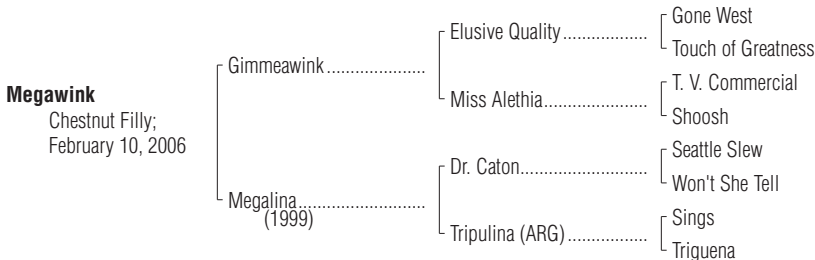 Gone West
Elusive Quality
Touch of Greatness
Gimmeawink
T. V. Commercial
Miss Alethia
Shoosh
Megawink
Chestnut Filly;
February 10, 2006
Seattle Slew
Dr. Caton
Won't She Tell
Megalina
(1999)
Sings
Tripulina (ARG)
Triguena